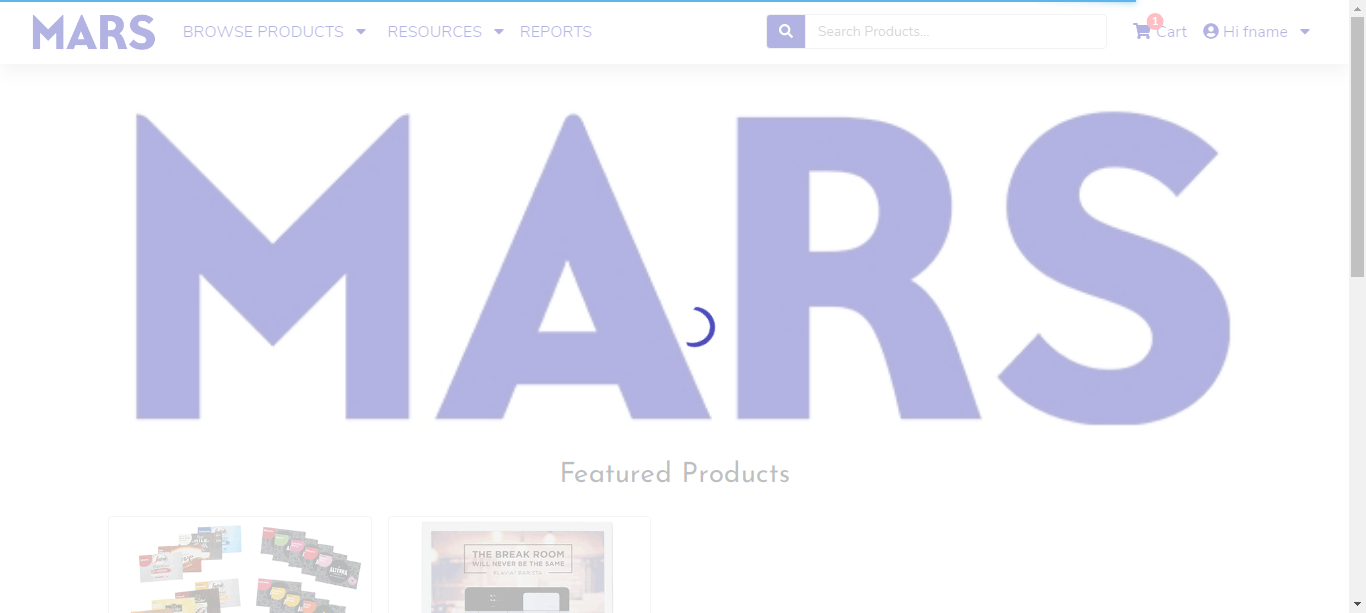 MARS
BROWSE PRODUCTS
RESOURCES
REPORTS
Search Products...
1
Cart
Hi fname
MARS
Featured Products
THE BREAK ROOM
WILL NEVER BE THE SAME